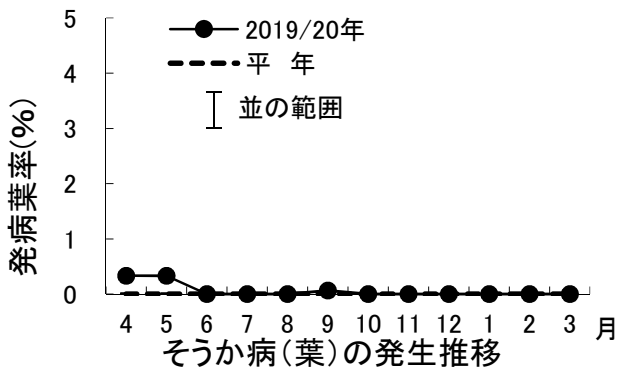 5
4
3
2
1
0
発病葉率(%)
2019/20年
平 年
並の範囲
4 5 6 7 8 9 10 11 12 1 2 3 月
そうか病(葉)の発生推移